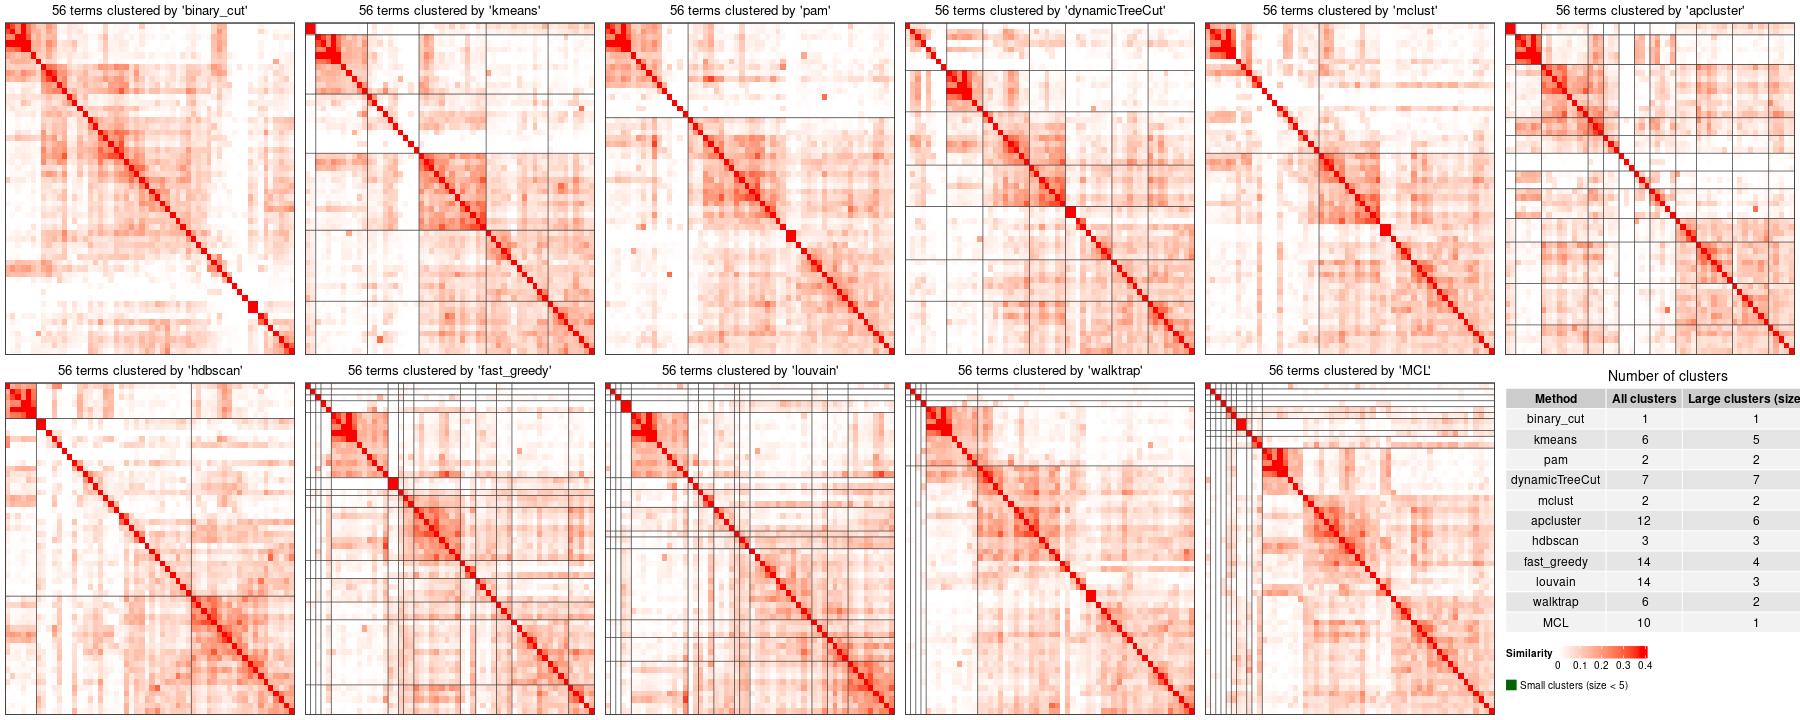 56 terms clustered by 'binary_cut'
56 terms clustered by 'kmeans'
56 terms clustered by 'pam'
56 terms clustered by 'dynamicTreeCut'
56 terms clustered by 'mclust'
56 terms clustered by 'apcluster'
56 terms clustered by 'hdbscan'
56 terms clustered by 'fast_greedy'
56 terms clustered by 'louvain'
56 terms clustered by 'walktrap'
56 terms clustered by 'MCL'
Number of clusters
Method All clusters Large clusters (size
binary_cut 1 1
kmeans 6 5
pam 2 2
dynamicTreeCut 7 7
mclust 2 2
apcluster 12 6
hdbscan 3 3
fast_greedy 14 4
louvain 14 3
walktrap 6 2
MCL 10 1
Similarity
0 0.1 0.2 0.3 0.4
Small clusters (size < 5)